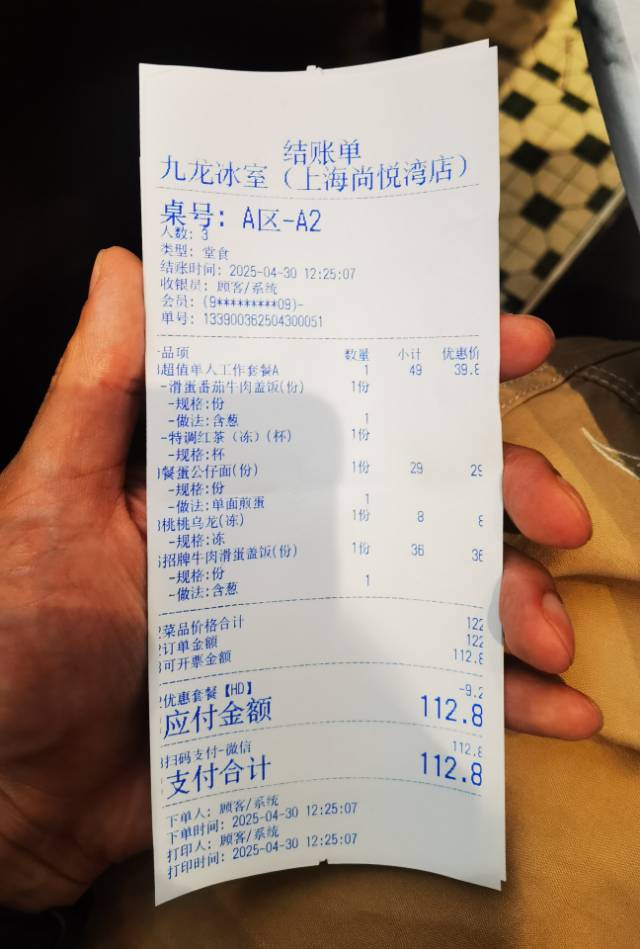 结账单
九龙冰室（上海尚悦湾店）
桌号: A区-A2
人数: 3
类型: 堂食
结账时间: 2025-04-30 12:25:07
收银员: 顾客/系统
会员: (9*********09)-
单号: 133900362504300051
品项 数量 小计 优惠价
超值单人工作套餐A 1 49 39.8
-滑蛋番茄牛肉盖饭(份) 1份
-规格:份
-做法:含葱 1
-特调红茶（冻）(杯) 1份
-规格:杯
餐蛋公仔面(份) 1份 29 29
-规格:份
-做法:单面煎蛋 1
桃桃乌龙(冻) 1份 8 8
-规格:冻
招牌牛肉滑蛋盖饭(份) 1份 36 36
-规格:份
-做法:含葱 1
菜品价格合计 122
订单金额 122
可开票金额 112.8
优惠套餐【HD】 -9.2
应付金额 112.8
扫码支付-微信 112.8
支付合计 112.8
下单人: 顾客/系统
下单时间: 2025-04-30 12:25:07
打印人: 顾客/系统
打印时间: 2025-04-30 12:25:07